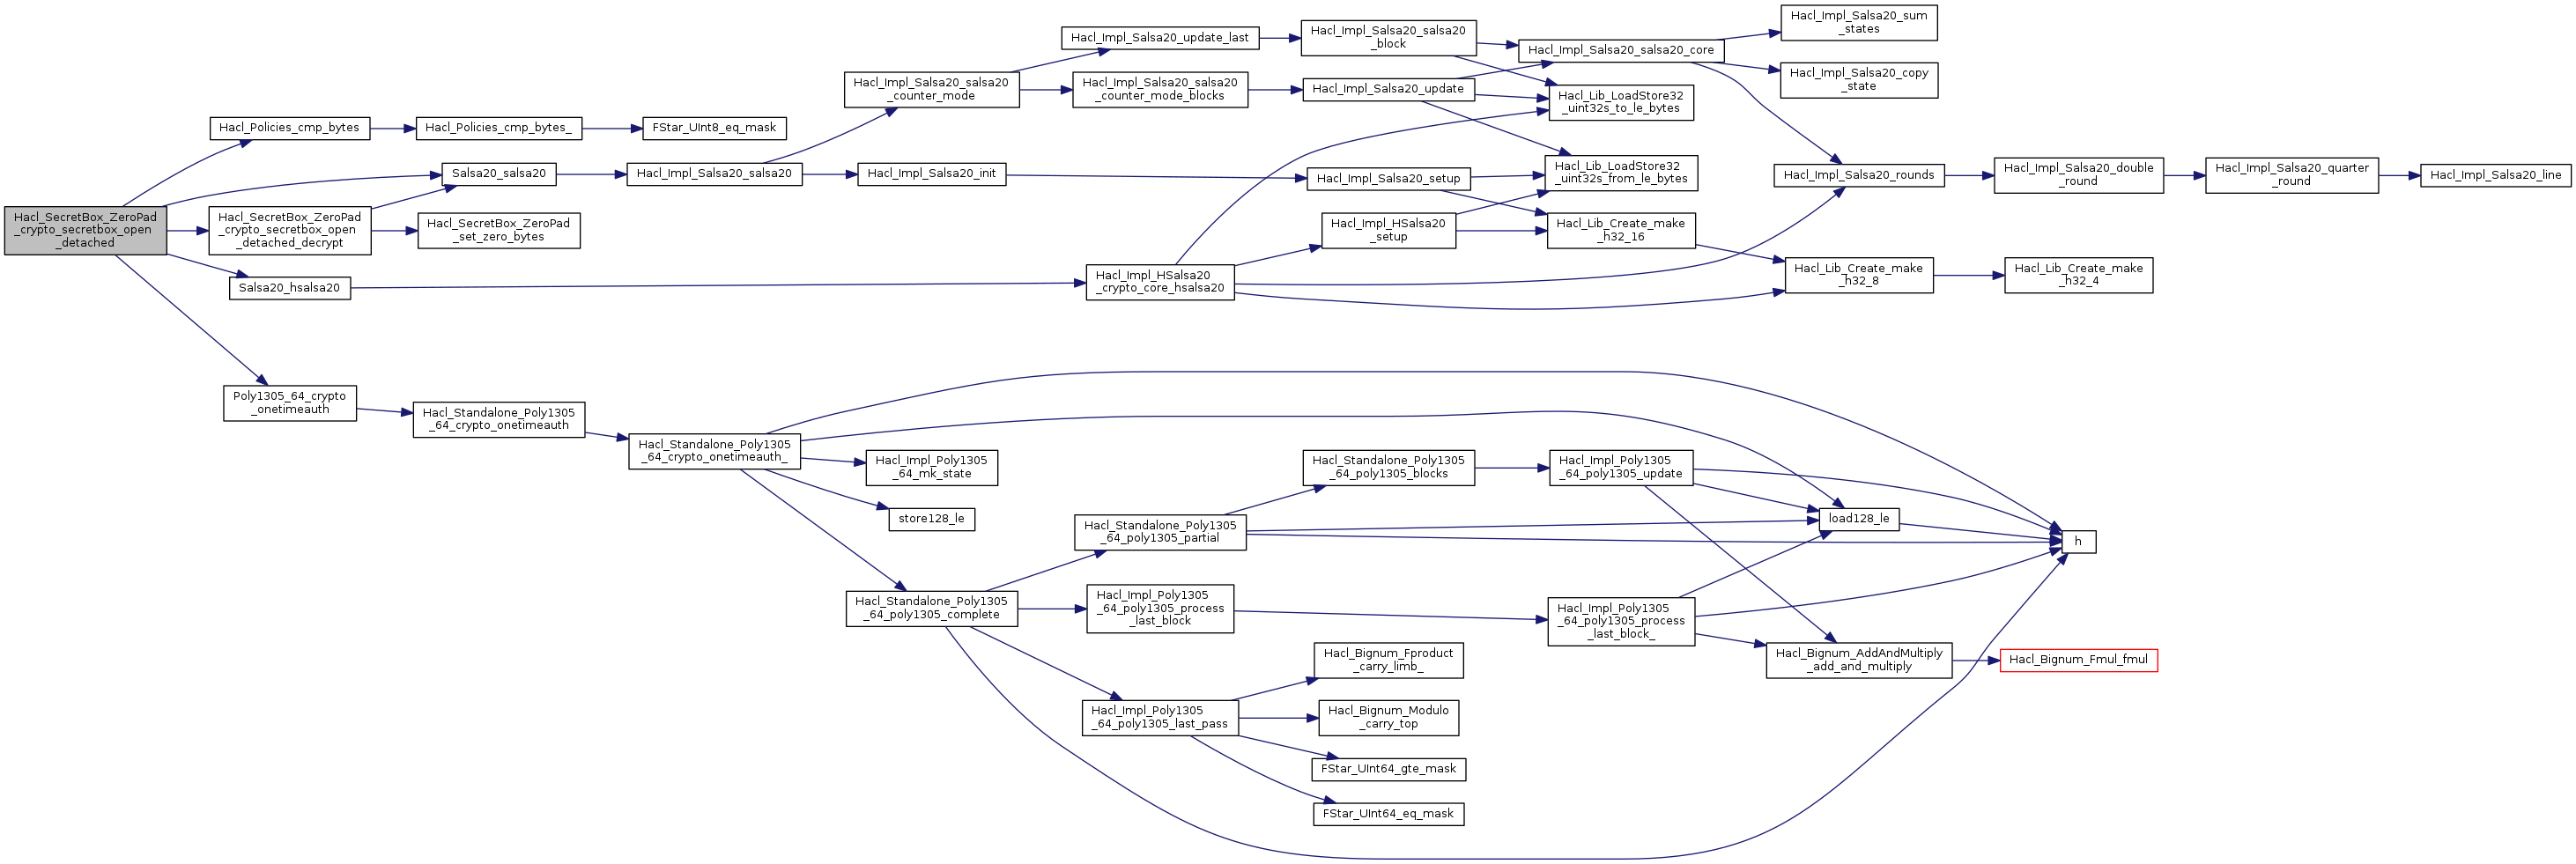 Hacl_SecretBox_ZeroPad
_crypto_secretbox_open
_detached
Hacl_Policies_cmp_bytes
Hacl_Policies_cmp_bytes_
FStar_UInt8_eq_mask
Salsa20_salsa20
Hacl_SecretBox_ZeroPad
_crypto_secretbox_open
_detached_decrypt
Hacl_SecretBox_ZeroPad
_set_zero_bytes
Salsa20_hsalsa20
Hacl_Impl_Salsa20_salsa20
Hacl_Impl_Salsa20_salsa20
_counter_mode
Hacl_Impl_Salsa20_init
Hacl_Impl_Salsa20_update_last
Hacl_Impl_Salsa20_salsa20
_counter_mode_blocks
Hacl_Impl_Salsa20_salsa20
_block
Hacl_Impl_Salsa20_update
Hacl_Impl_Salsa20_salsa20_core
Hacl_Lib_LoadStore32
_uint32s_to_le_bytes
Hacl_Impl_Salsa20_sum
_states
Hacl_Impl_Salsa20_copy
_state
Hacl_Impl_Salsa20_setup
Hacl_Lib_LoadStore32
_uint32s_from_le_bytes
Hacl_Impl_Salsa20_rounds
Hacl_Impl_Salsa20_double
_round
Hacl_Impl_Salsa20_quarter
_round
Hacl_Impl_Salsa20_line
Hacl_Impl_HSalsa20
_setup
Hacl_Lib_Create_make
_h32_16
Hacl_Impl_HSalsa20
_crypto_core_hsalsa20
Hacl_Lib_Create_make
_h32_8
Hacl_Lib_Create_make
_h32_4
Poly1305_64_crypto
_onetimeauth
Hacl_Standalone_Poly1305
_64_crypto_onetimeauth
Hacl_Standalone_Poly1305
_64_crypto_onetimeauth_
Hacl_Impl_Poly1305
_64_mk_state
store128_le
Hacl_Standalone_Poly1305
_64_poly1305_complete
Hacl_Standalone_Poly1305
_64_poly1305_partial
Hacl_Standalone_Poly1305
_64_poly1305_blocks
Hacl_Impl_Poly1305
_64_poly1305_update
load128_le
h
Hacl_Impl_Poly1305
_64_poly1305_process
_last_block
Hacl_Impl_Poly1305
_64_poly1305_process
_last_block_
Hacl_Bignum_AddAndMultiply
_add_and_multiply
Hacl_Bignum_Fmul_fmul
Hacl_Impl_Poly1305
_64_poly1305_last_pass
Hacl_Bignum_Fproduct
_carry_limb_
Hacl_Bignum_Modulo
_carry_top
FStar_UInt64_gte_mask
FStar_UInt64_eq_mask